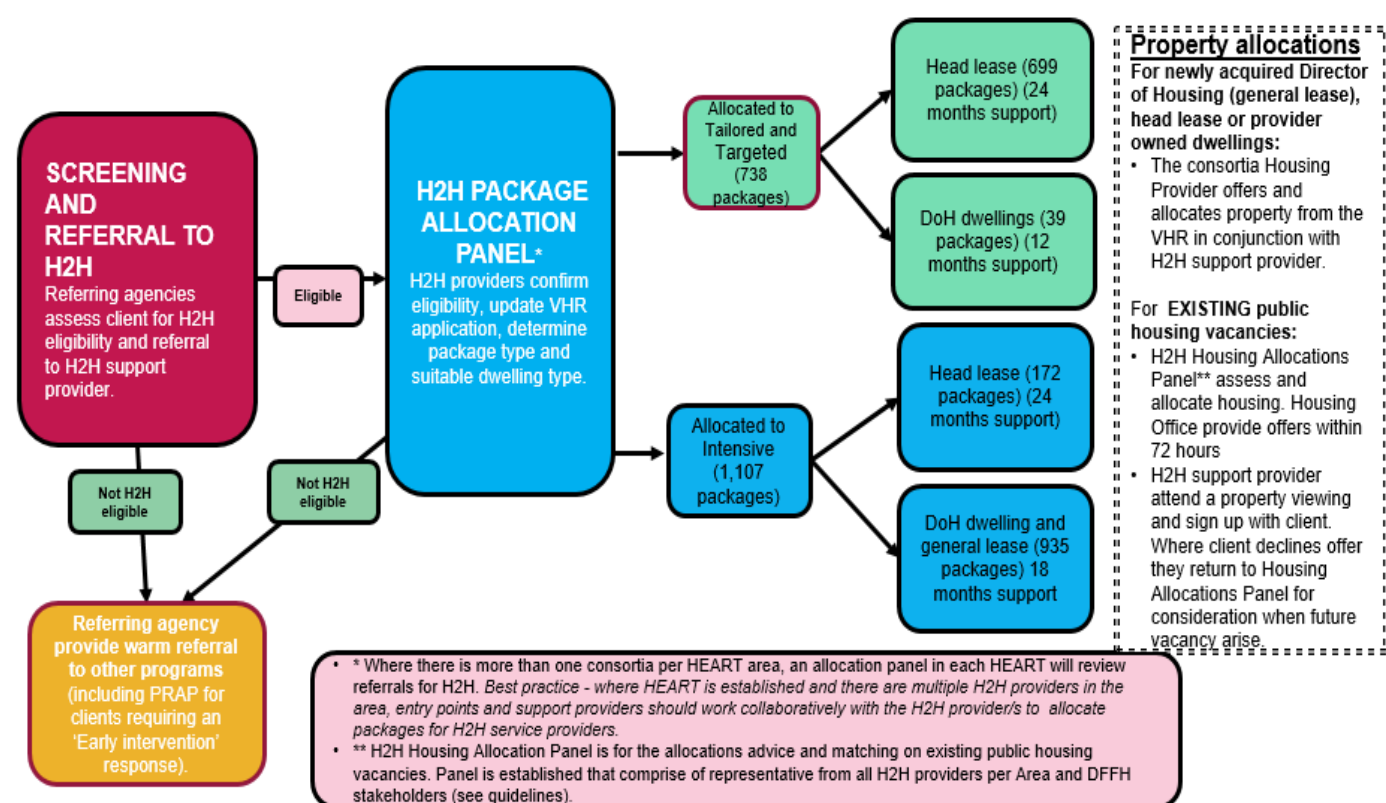 SCREENING
AND
REFERRAL TO
H2H
Referring agencies
assess client for H2H
eligibility and referral
to H2H support
provider.
Eligible
Not H2H
eligible
Not H2H
eligible
Referring agency
provide warm referral
to other programs
(including PRAP for
clients requiring an
‘Early intervention’
response).
H2H PACKAGE
ALLOCATION
PANEL*
H2H providers confirm
eligibility, update VHR
application, determine
package type and
suitable dwelling type.
Allocated to
Tailored and
Targeted
(738
packages)
Head lease (699
packages) (24
months support)
DoH dwellings (39
packages) (12
months support)
Allocated to
Intensive
(1,107
packages)
Head lease (172
packages) (24
months support)
DoH dwelling and
general lease (935
packages) 18
months support
Property allocations
For newly acquired Director
of Housing (general lease),
head lease or provider
owned dwellings:
• The consortia Housing
Provider offers and
allocates property from the
VHR in conjunction with
H2H support provider.
For EXISTING public
housing vacancies:
• H2H Housing Allocations
Panel** assess and
allocate housing. Housing
Office provide offers within
72 hours
• H2H support provider
attend a property viewing
and sign up with client.
Where client declines offer
they return to Housing
Allocations Panel for
consideration when future
vacancy arise.
• * Where there is more than one consortia per HEART area, an allocation panel in each HEART will review
referrals for H2H. Best practice - where HEART is established and there are multiple H2H providers in the
area, entry points and support providers should work collaboratively with the H2H provider/s to allocate
packages for H2H service providers.
• ** H2H Housing Allocation Panel is for the allocations advice and matching on existing public housing
vacancies. Panel is established that comprise of representative from all H2H providers per Area and DFFH
stakeholders (see guidelines).